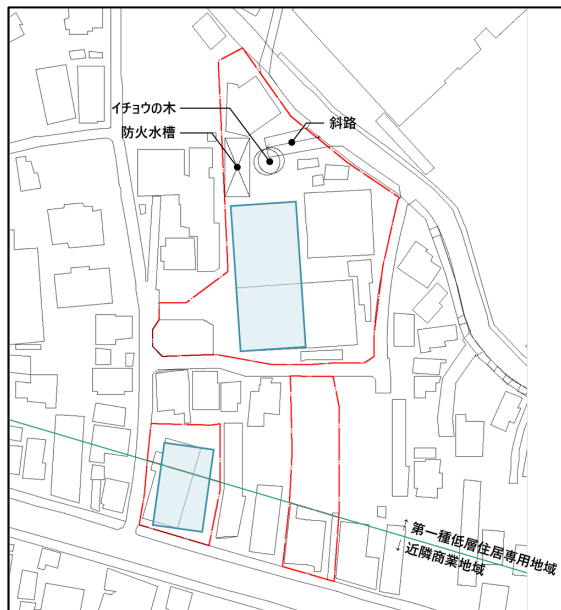 イチョウの木
斜路
防火水槽
↑第一種低層住居専用地域
↓近隣商業地域